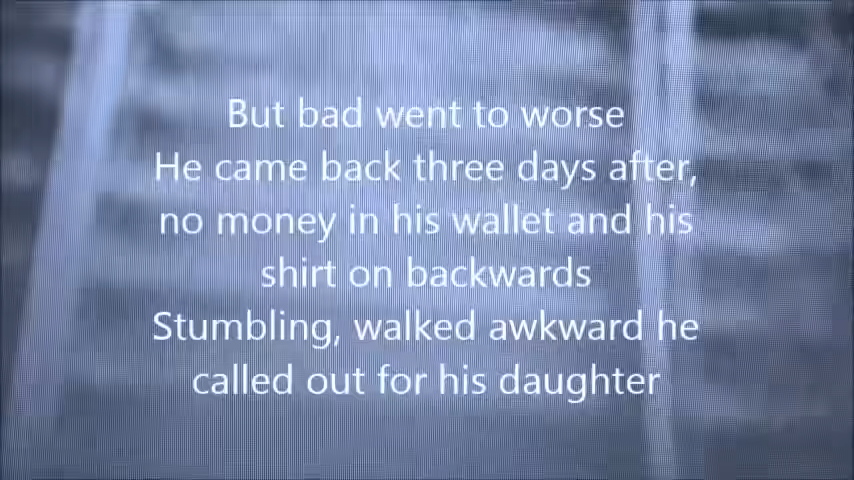 But bad went to worse
He came back three days after,
no money in his wallet and his
shirt on backwards
Stumbling, walked awkward he
called out for his daughter